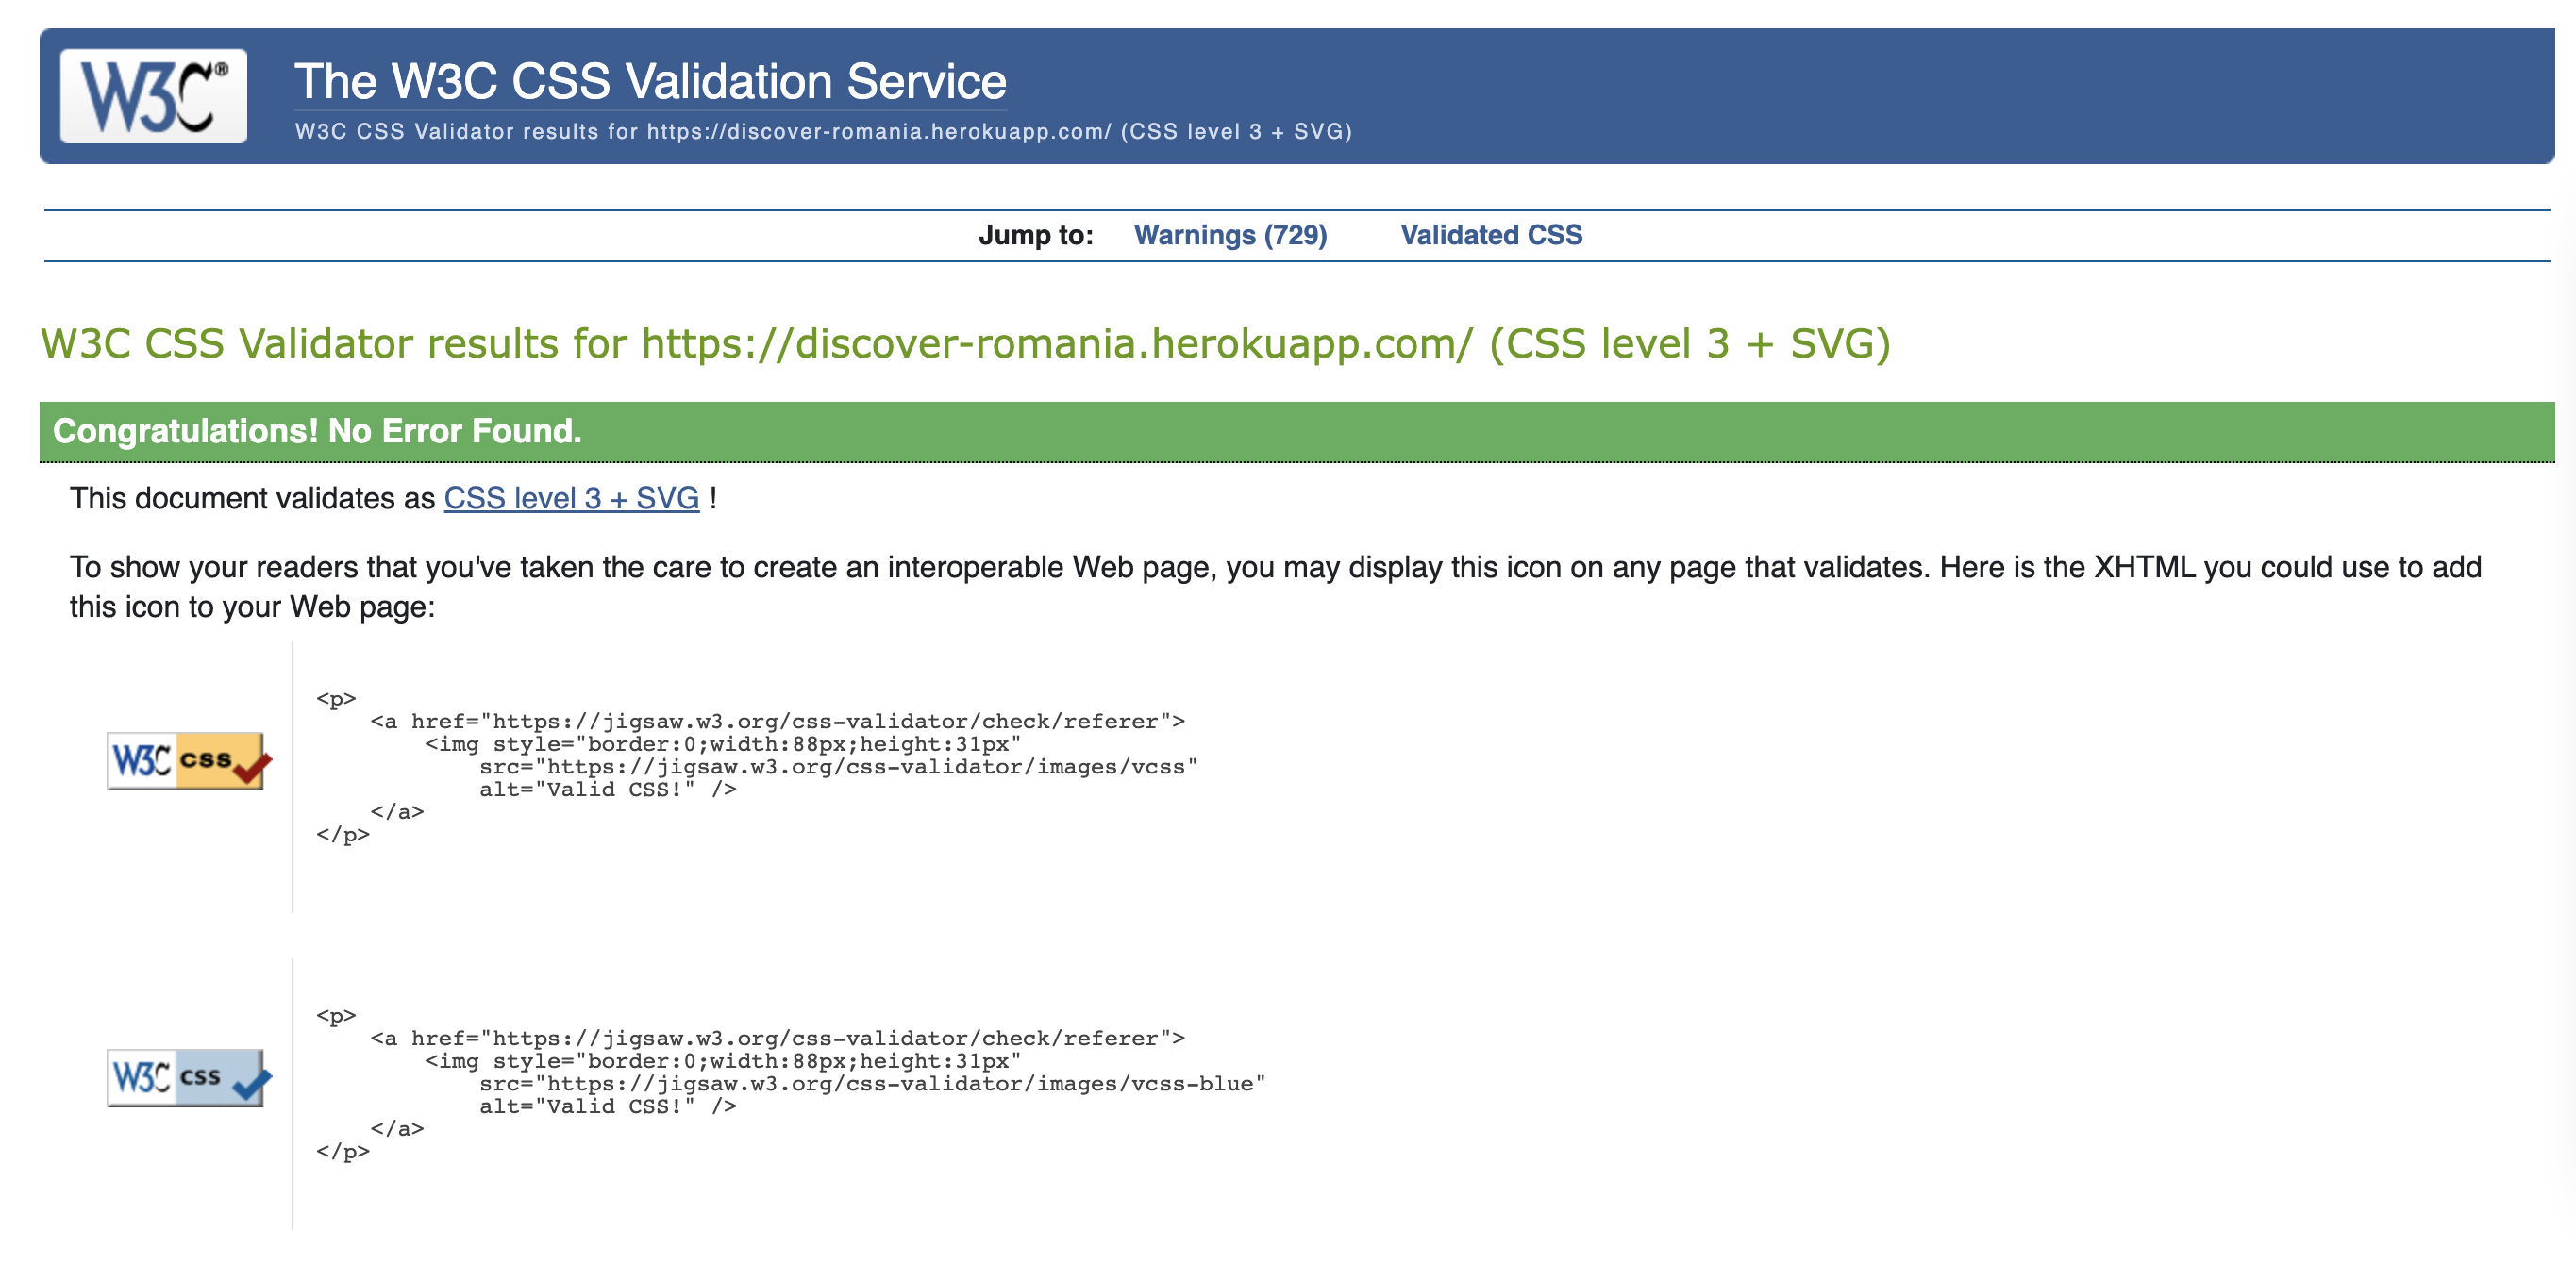 W3C®
The W3C CSS Validation Service
W3C CSS Validator results for https://discover-romania.herokuapp.com/ (CSS level 3 + SVG)
Jump to: Warnings (729) Validated CSS
W3C CSS Validator results for https://discover-romania.herokuapp.com/ (CSS level 3 + SVG)
Congratulations! No Error Found.
This document validates as CSS level 3 + SVG !
To show your readers that you've taken the care to create an interoperable Web page, you may display this icon on any page that validates. Here is the XHTML you could use to add
this icon to your Web page:
W3C css
<p>
    <a href="https://jigsaw.w3.org/css-validator/check/referer">
        <img style="border:0;width:88px;height:31px"
            src="https://jigsaw.w3.org/css-validator/images/vcss"
            alt="Valid CSS!" />
    </a>
</p>
W3C css
<p>
    <a href="https://jigsaw.w3.org/css-validator/check/referer">
        <img style="border:0;width:88px;height:31px"
            src="https://jigsaw.w3.org/css-validator/images/vcss-blue"
            alt="Valid CSS!" />
    </a>
</p>